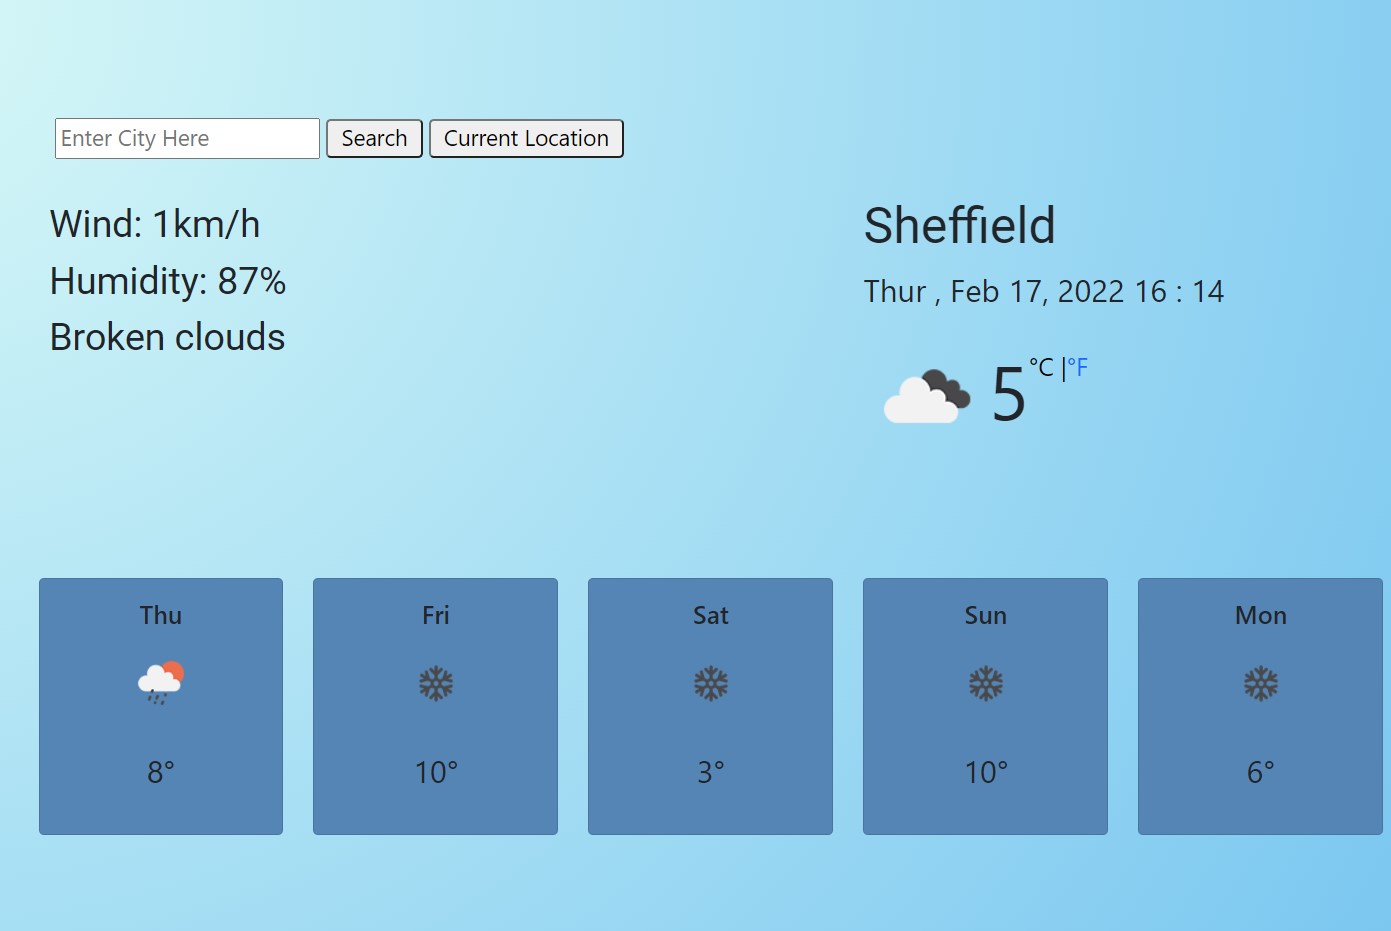 Enter City Here Search Current Location
Wind: 1km/h
Humidity: 87%
Broken clouds
Sheffield
Thur , Feb 17, 2022 16 : 14
5 °C |°F
Thu
8°
Fri
10°
Sat
3°
Sun
10°
Mon
6°